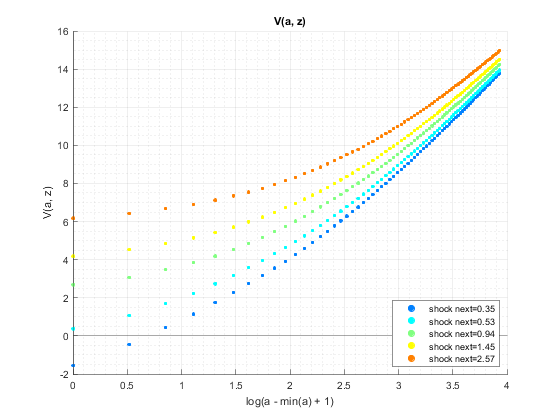 V(a, z)
16
14
12
10
8
6
4
2
0
-2
V(a, z)
0
0.5
1
1.5
2
2.5
3
3.5
4
log(a - min(a) + 1)
shock next=0.35
shock next=0.53
shock next=0.94
shock next=1.45
shock next=2.57